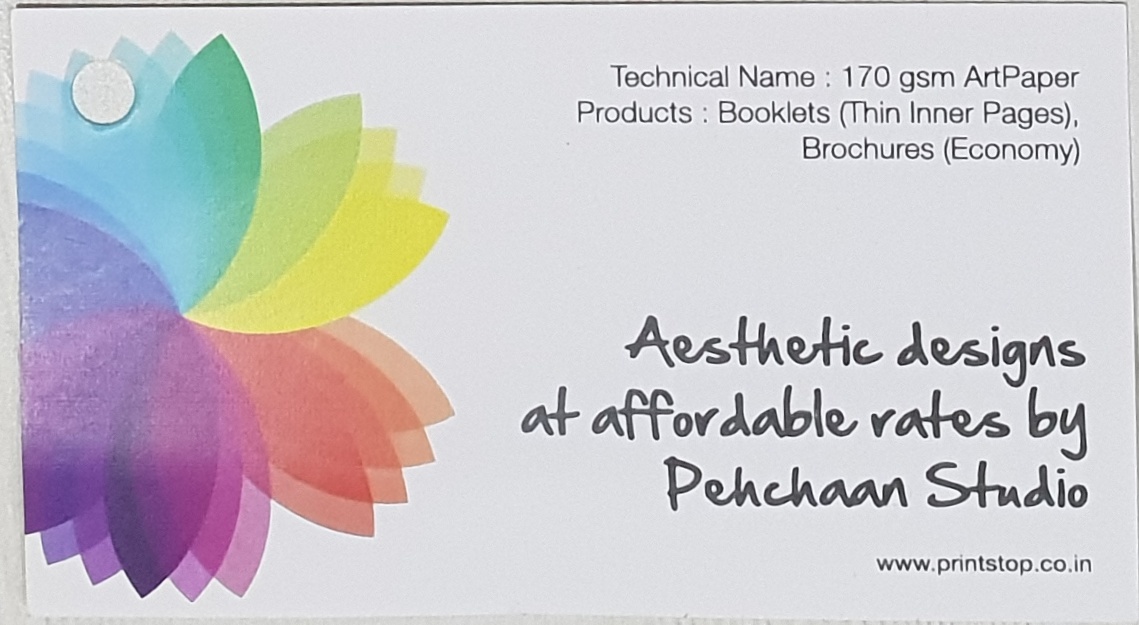 Technical Name : 170 gsm ArtPaper
Products : Booklets (Thin Inner Pages),
Brochures (Economy)
Aesthetic designs
at affordable rates by
Pehchaan Studio
www.printstop.co.in